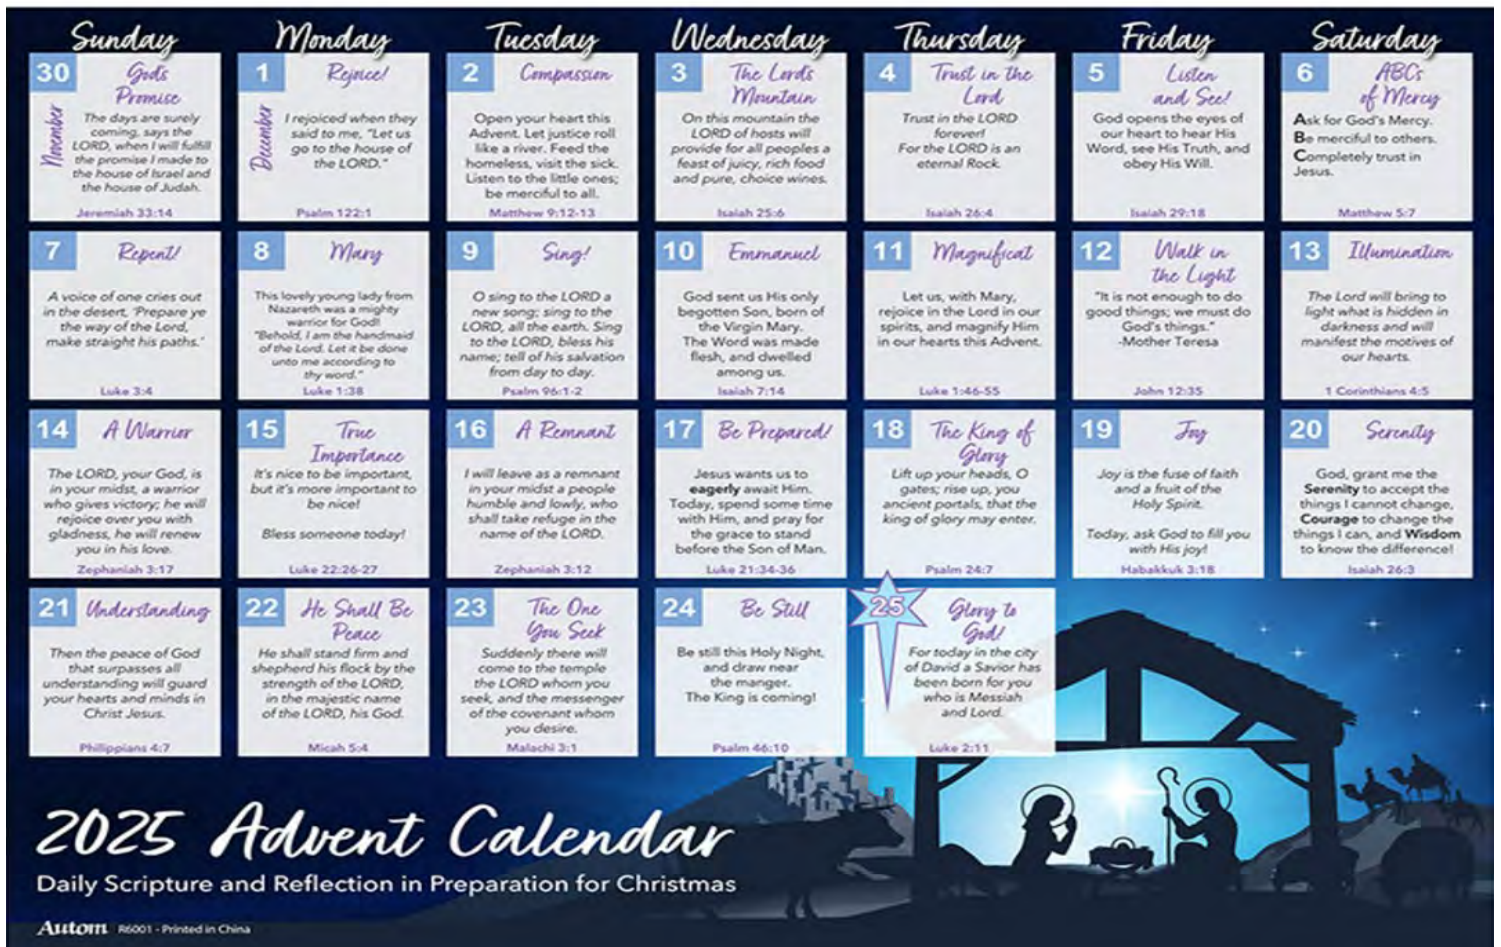 Sunday Monday Tuesday Wednesday Thursday Friday Saturday
30 God's
Promise
November
The days are surely
coming, says the
LORD, when I will fulfill
the promise I made to
the house of Israel and
the house of Judah.
Jeremiah 33:14
1 Rejoice!
December
I rejoiced when they
said to me, "Let us
go to the house of
the LORD."
Psalm 122:1
2 Compassion
Open your heart this
Advent. Let justice roll
like a river. Feed the
homeless, visit the sick.
Listen to the little ones;
be merciful to all.
Matthew 9:12-13
3 The Lord's
Mountain
On this mountain the
LORD of hosts will
provide for all peoples a
feast of juicy, rich food
and pure, choice wines.
Isaiah 25:6
4 Trust in the
Lord
Trust in the LORD
forever!
For the LORD is an
eternal Rock.
Isaiah 26:4
5 Listen
and See!
God opens the eyes of
our heart to hear His
Word, see His Truth, and
obey His Will.
Isaiah 29:18
6 ABCs
of Mercy
Ask for God's Mercy.
Be merciful to others.
Completely trust in
Jesus.
Matthew 5:7
7 Repent!
A voice of one cries out
in the desert, 'Prepare ye
the way of the Lord,
make straight his paths.'
Luke 3:4
8 Mary
This lovely young lady from
Nazareth was a mighty
warrior for God!!
"Behold, I am the handmaid
of the Lord. Let it be done
unto me according to
thy word."
Luke 1:38
9 Sing!
O sing to the LORD a
new song; sing to the
LORD, all the earth. Sing
to the LORD, bless his
name; tell of his salvation
from day to day.
Psalm 96:1-2
10 Emmanuel
God sent us His only
begotten Son, born of
the Virgin Mary.
The Word was made
flesh, and dwelled
among us.
Isaiah 7:14
11 Magnificat
Let us, with Mary,
rejoice in the Lord in our
spirits, and magnify Him
in our hearts this Advent.
Luke 1:46-55
12 Walk in
the Light
"It is not enough to do
good things; we must do
God's things."
-Mother Teresa
John 12:35
13 Illumination
The Lord will bring to
light what is hidden in
darkness and will
manifest the motives of
our hearts.
1 Corinthians 4:5
14 A Warrior
The LORD, your God, is
in your midst, a warrior
who gives victory; he will
rejoice over you with
gladness, he will renew
you in his love.
Zephaniah 3:17
15 True
Importance
It's nice to be important,
but it's more important to
be nice!
Bless someone today!
Luke 22:26-27
16 A Remnant
I will leave as a remnant
in your midst a people
humble and lowly, who
shall take refuge in the
name of the LORD.
Zephaniah 3:12
17 Be Prepared!
Jesus wants us to
eagerly await Him.
Today, spend some time
with Him, and pray for
the grace to stand
before the Son of Man.
Luke 21:34-36
18 The King of
Glory
Lift up your heads, O
gates; rise up, you
ancient portals, that the
king of glory may enter.
Psalm 24:7
19 Joy
Joy is the fuse of faith
and a fruit of the
Holy Spirit.
Today, ask God to fill you
with His joy!
Habakkuk 3:18
20 Serenity
God, grant me the
Serenity to accept the
things I cannot change,
Courage to change the
things I can, and Wisdom
to know the difference!
Isaiah 26:3
21 Understanding
Then the peace of God
that surpasses all
understanding will guard
your hearts and minds in
Christ Jesus.
Philippians 4:7
22 He Shall Be
Peace
He shall stand firm and
shepherd his flock by the
strength of the LORD,
in the majestic name
of the LORD, his God.
Micah 5:4
23 The One
You Seek
Suddenly there will
come to the temple
the LORD whom you
seek, and the messenger
of the covenant whom
you desire.
Malachi 3:1
24 Be Still
Be still this Holy Night,
and draw near
the manger.
The King is coming!
Psalm 46:10
25 Glory to
God!
For today in the city
of David a Savior has
been born for you
who is Messiah
and Lord.
Luke 2:11
2025 Advent Calendar
Daily Scripture and Reflection in Preparation for Christmas
Autom R6001 - Printed in China